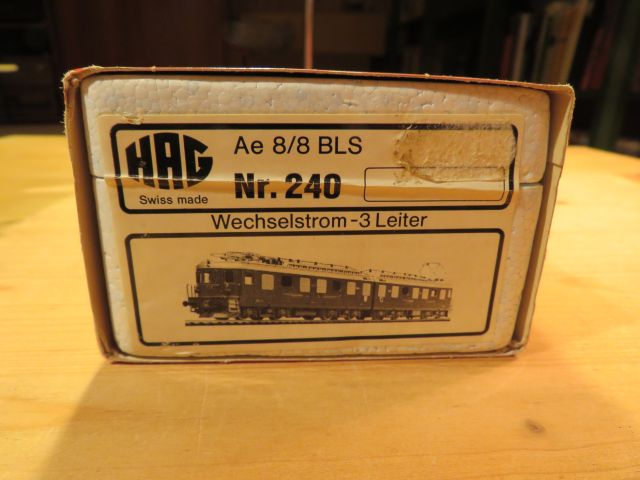 HAG
Swiss made
Ae 8/8 BLS
Nr. 240
Wechselstrom-3 Leiter